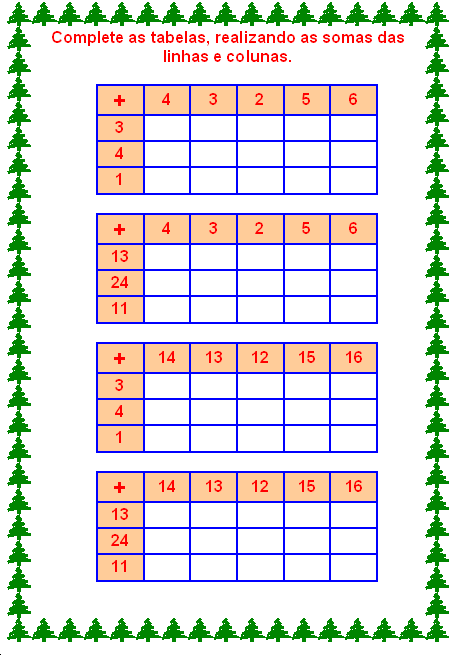 Complete as tabelas, realizando as somas das
linhas e colunas.
+ 4 3 2 5 6
3
4
1
+ 4 3 2 5 6
13
24
11
+ 14 13 12 15 16
3
4
1
+ 14 13 12 15 16
13
24
11